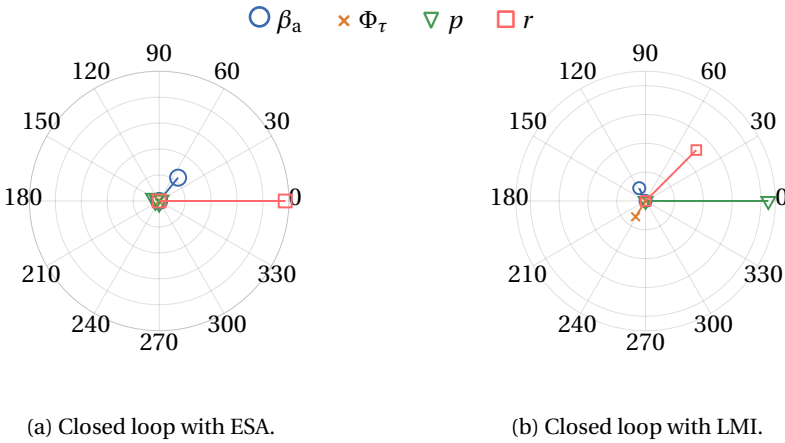 βₐ Φ_τ p r
90 90
120 60 120 60
150 30 150 30
180 0 180 0
210 330 210 330
240 300 240 300
270 270
(a) Closed loop with ESA. (b) Closed loop with LMI.